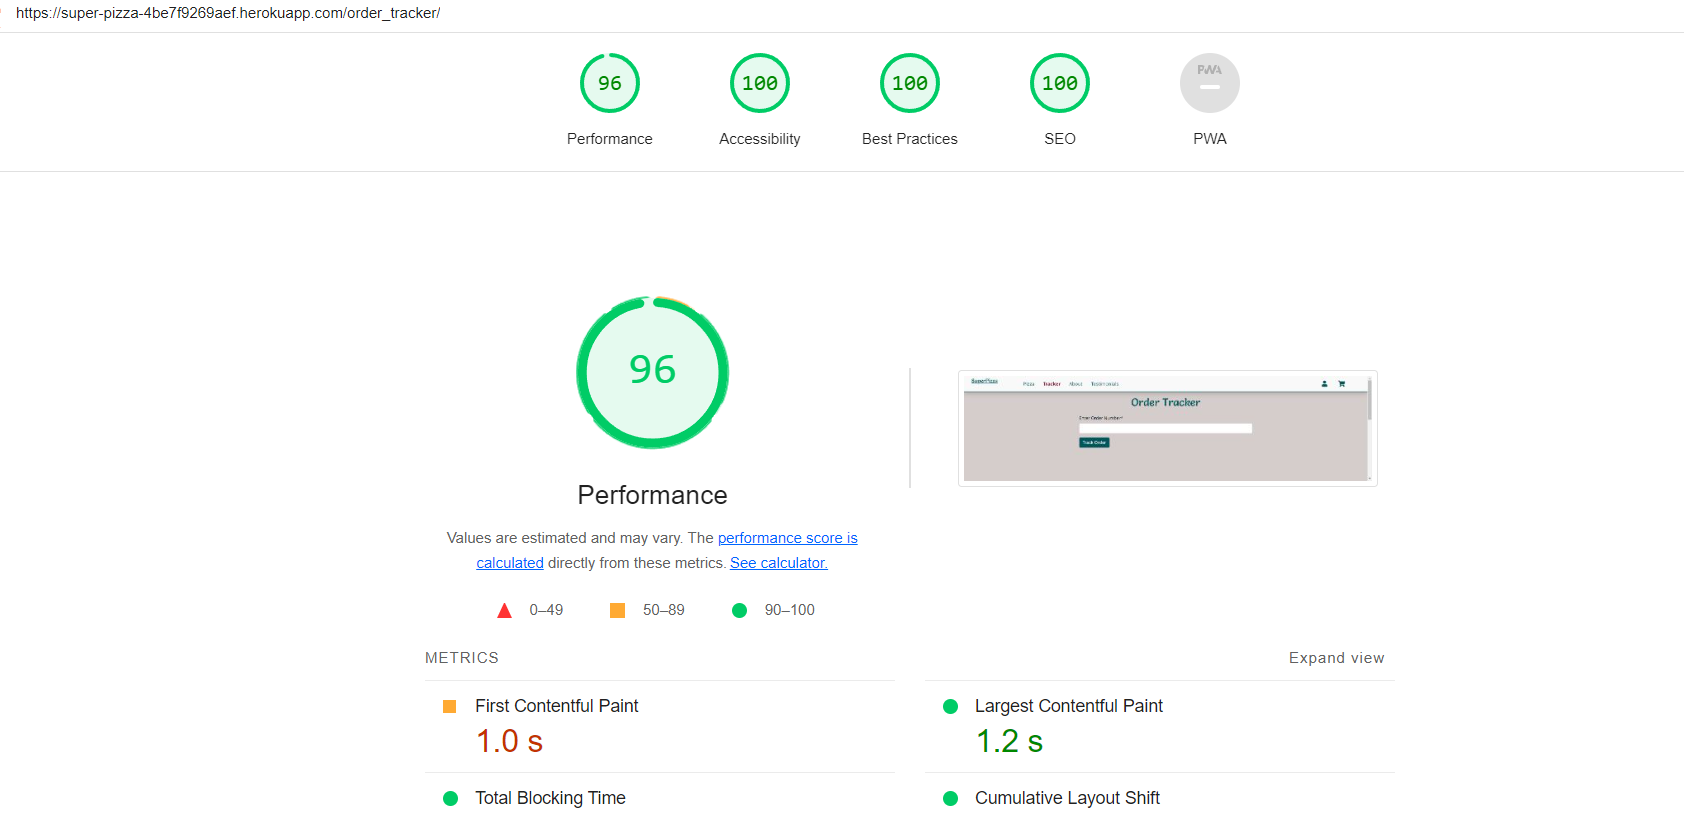 https://super-pizza-4be7f9269aef.herokuapp.com/order_tracker/
96
100
100
100
PWA
Performance
Accessibility
Best Practices
SEO
PWA
96
SuperPizza
Pizza
Tracker
About
Testimonials
Order Tracker
Enter Order Number*
Track Order
Performance
Values are estimated and may vary. The performance score is
calculated directly from these metrics. See calculator.
0–49
50–89
90–100
METRICS
Expand view
First Contentful Paint
1.0 s
Largest Contentful Paint
1.2 s
Total Blocking Time
Cumulative Layout Shift